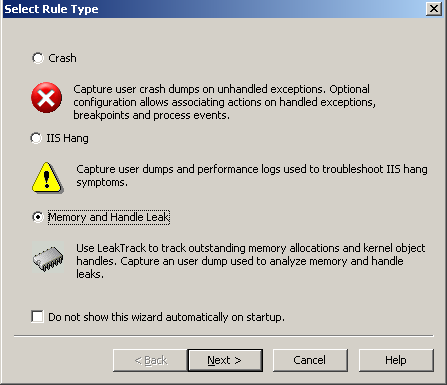 Select Rule Type
Crash
Capture user crash dumps on unhandled exceptions. Optional
configuration allows associating actions on handled exceptions,
breakpoints and process events.
IIS Hang
Capture user dumps and performance logs used to troubleshoot IIS hang
symptoms.
Memory and Handle Leak
Use LeakTrack to track outstanding memory allocations and kernel object
handles. Capture an user dump used to analyze memory and handle
leaks.
Do not show this wizard automatically on startup.
< Back Next > Cancel Help